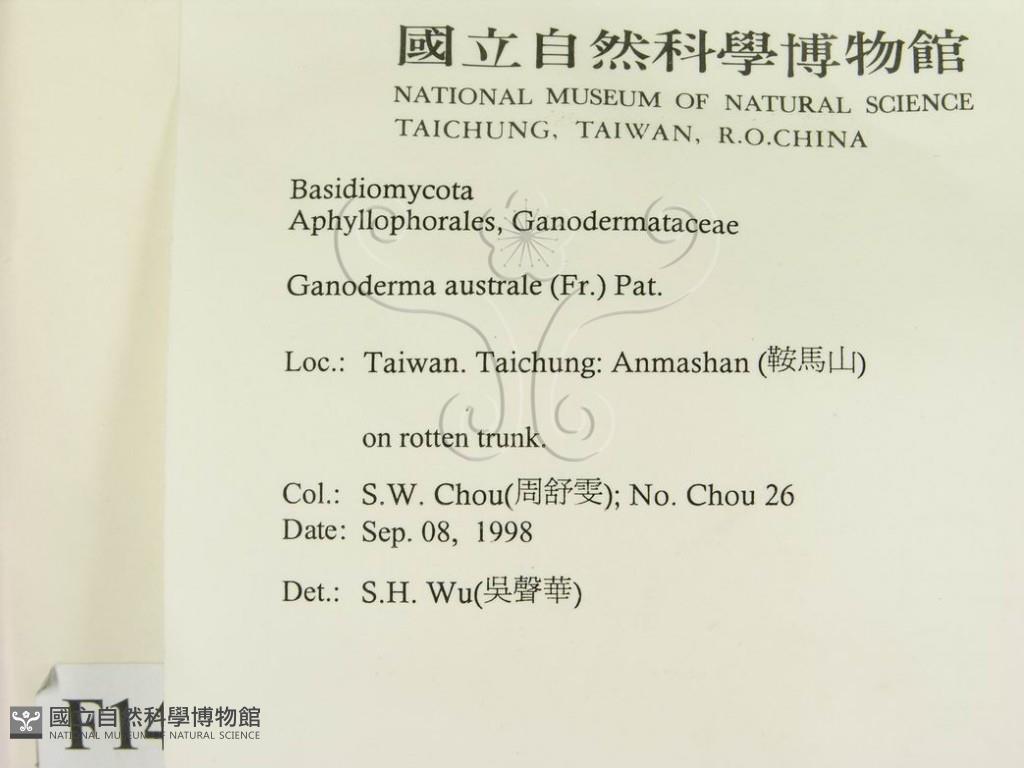 國立自然科學博物館
NATIONAL MUSEUM OF NATURAL SCIENCE
TAICHUNG, TAIWAN, R.O.CHINA
Basidiomycota
Aphyllophorales, Ganodermataceae
Ganoderma australe (Fr.) Pat.
Loc.: Taiwan. Taichung: Anmashan (鞍馬山)
on rotten trunk.
Col.: S.W. Chou(周舒雯); No. Chou 26
Date: Sep. 08, 1998
Det.: S.H. Wu(吳聲華)
F14
國立自然科學博物館
NATIONAL MUSEUM OF NATURAL SCIENCE